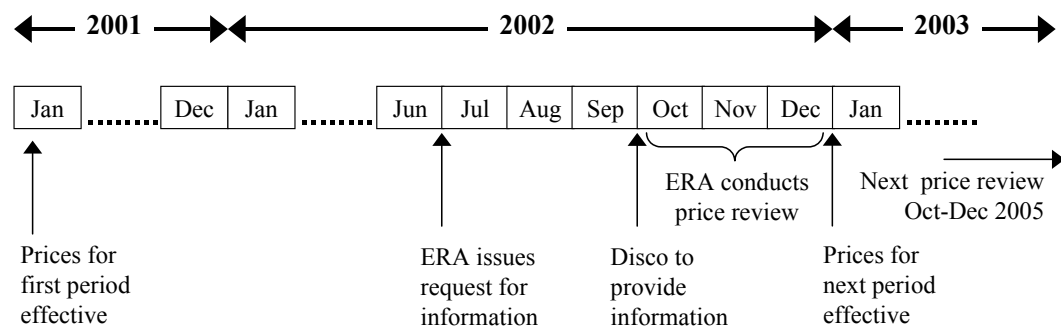 2001 2002 2003
Jan Dec Jan Jun Jul Aug Sep Oct Nov Dec Jan
ERA conducts
price review
Next price review
Oct-Dec 2005
Prices for
first period
effective
ERA issues
request for
information
Disco to
provide
information
Prices for
next period
effective